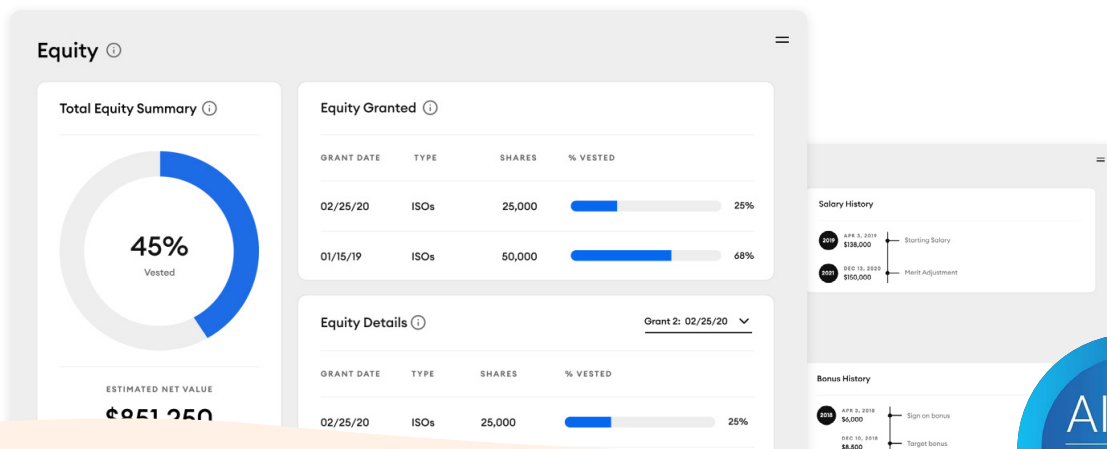 Equity
Total Equity Summary
45%
Vested
ESTIMATED NET VALUE
$851,250
Equity Granted
GRANT DATE TYPE SHARES % VESTED
02/25/20 ISOs 25,000 25%
01/15/19 ISOs 50,000 68%
Equity Details
Grant 2: 02/25/20
GRANT DATE TYPE SHARES % VESTED
02/25/20 ISOs 25,000 25%
Salary History
2019 APR 3, 2019 Starting Salary
$138,000
2021 DEC 13, 2020 Merit Adjustment
$150,000
Bonus History
2018 APR 3, 2018 Sign on bonus
$6,000
DEC 10, 2018 Target bonus
$8,500